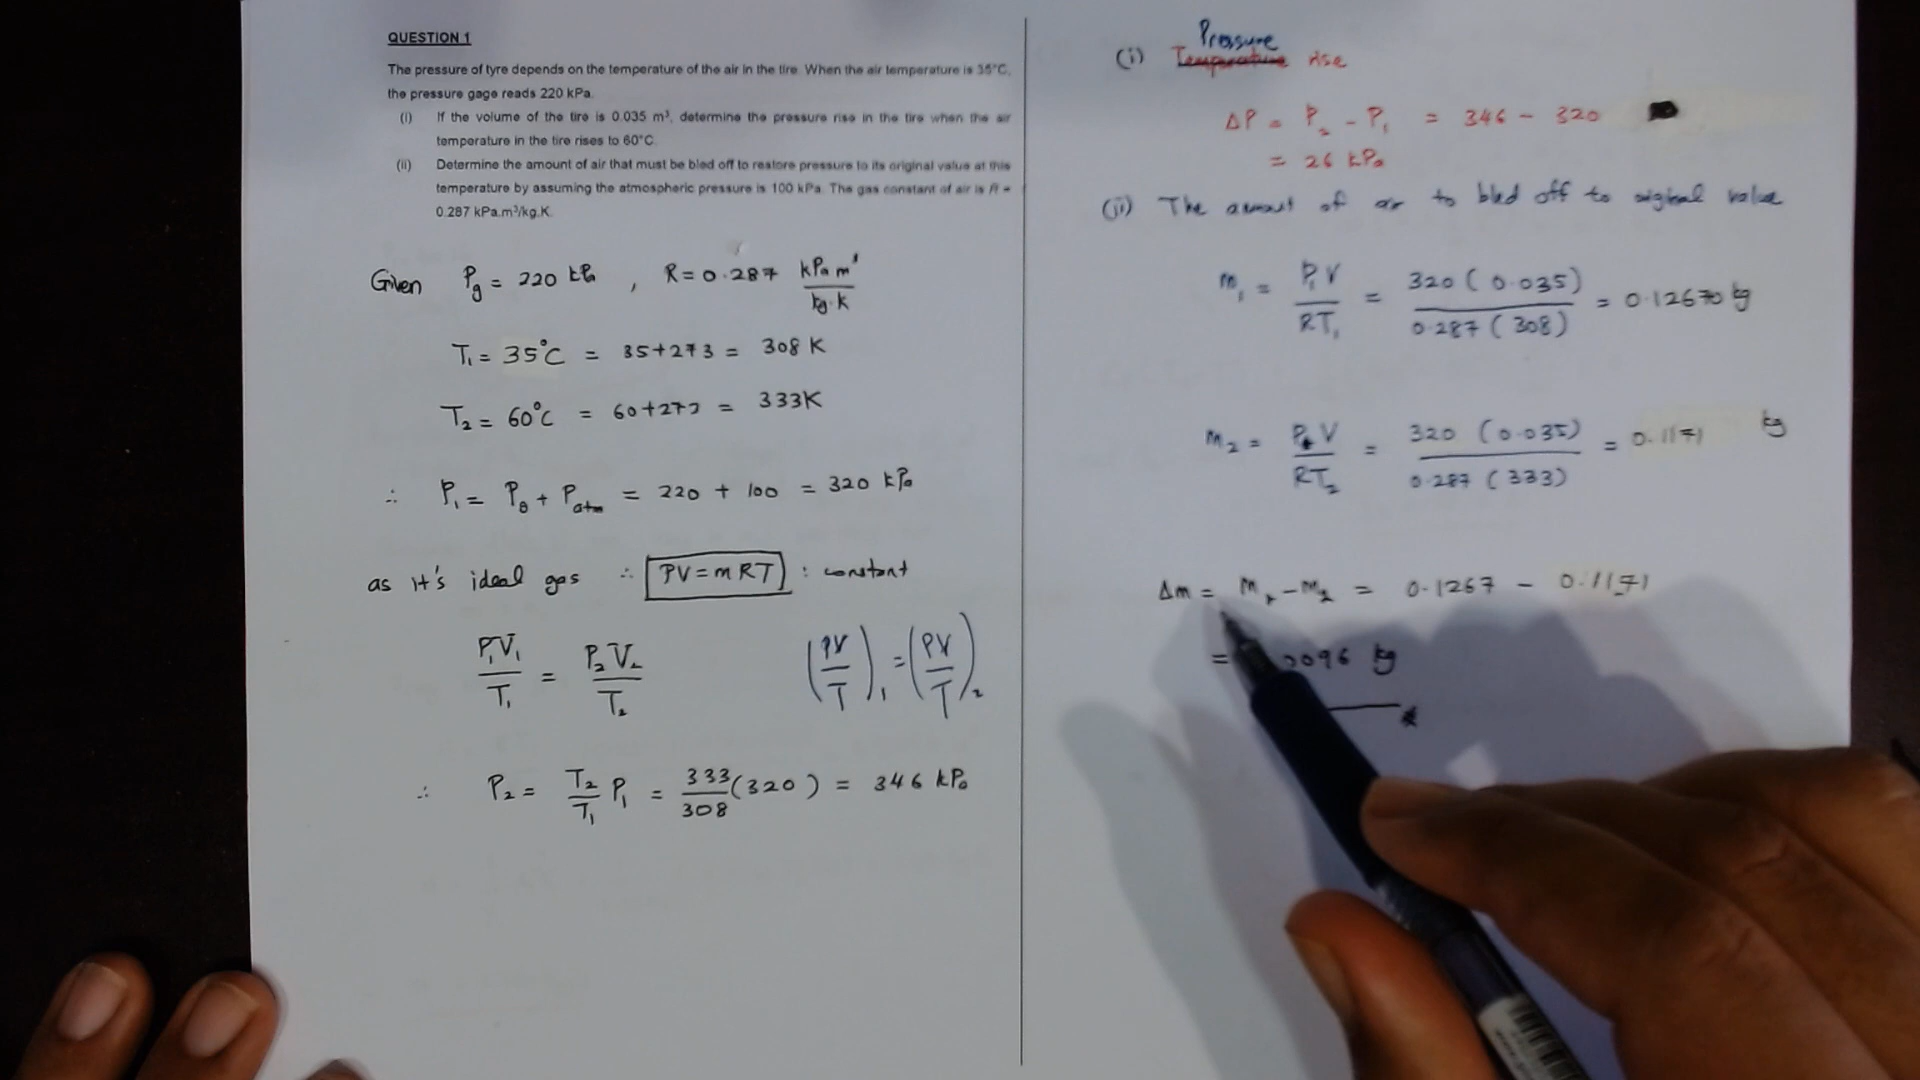 QUESTION 1
The pressure of tyre depends on the temperature of the air in the tire. When the air temperature is 35°C,
the pressure gage reads 220 kPa.
(i) If the volume of the tire is 0.035 m³, determine the pressure rise in the tire when the air
temperature in the tire rises to 60°C.
(ii) Determine the amount of air that must be bled off to restore pressure to its original value at this
temperature by assuming the atmospheric pressure is 100 kPa. The gas constant of air is R =
0.287 kPa.m³/kg.K.
Given Pg = 220 kPa , R = 0.287 kPa m³ / kg.K
T₁ = 35°C = 35+273 = 308 K
T₂ = 60°C = 60+273 = 333K
∴ P₁ = Pg + Patm = 220 + 100 = 320 kPa
as it's ideal gas ∴ PV = mRT : constant
P₁V₁ / T₁ = P₂V₂ / T₂ (PV/T)₁ = (PV/T)₂
∴ P₂ = T₂/T₁ P₁ = 333/308 (320) = 346 kPa
Pressure
(i) Temperature rise
ΔP = P₂ - P₁ = 346 - 320
= 26 kPa
(ii) The amount of air to bled off to original value
m₁ = P₁V / RT₁ = 320 (0.035) / 0.287 (308) = 0.12670 kg
m₂ = P₁V / RT₂ = 320 (0.035) / 0.287 (333) = 0.1171 kg
Δm = m₁ - m₂ = 0.1267 - 0.1171
= 0096 kg